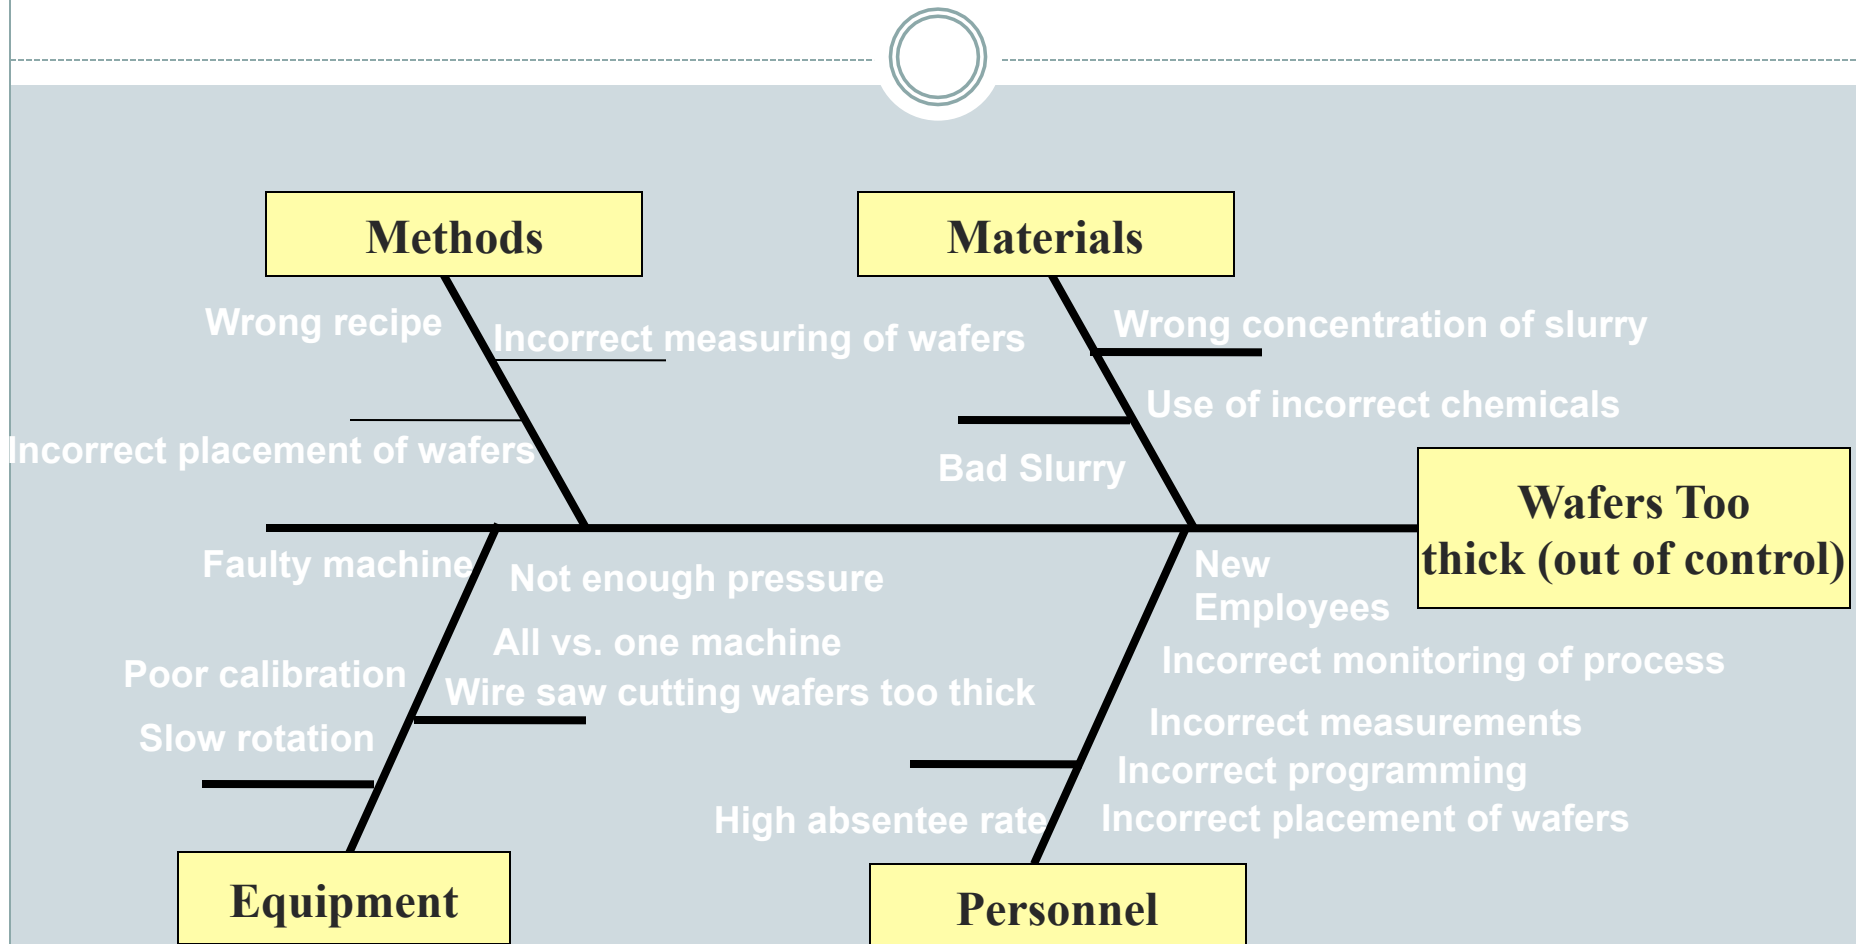 Methods
Materials
Wrong recipe
Incorrect measuring of wafers
Wrong concentration of slurry
Use of incorrect chemicals
Incorrect placement of wafers
Bad Slurry
Wafers Too
thick (out of control)
Faulty machine
Not enough pressure
New
Employees
All vs. one machine
Incorrect monitoring of process
Poor calibration
Wire saw cutting wafers too thick
Slow rotation
Incorrect measurements
Incorrect programming
High absentee rate
Incorrect placement of wafers
Equipment
Personnel